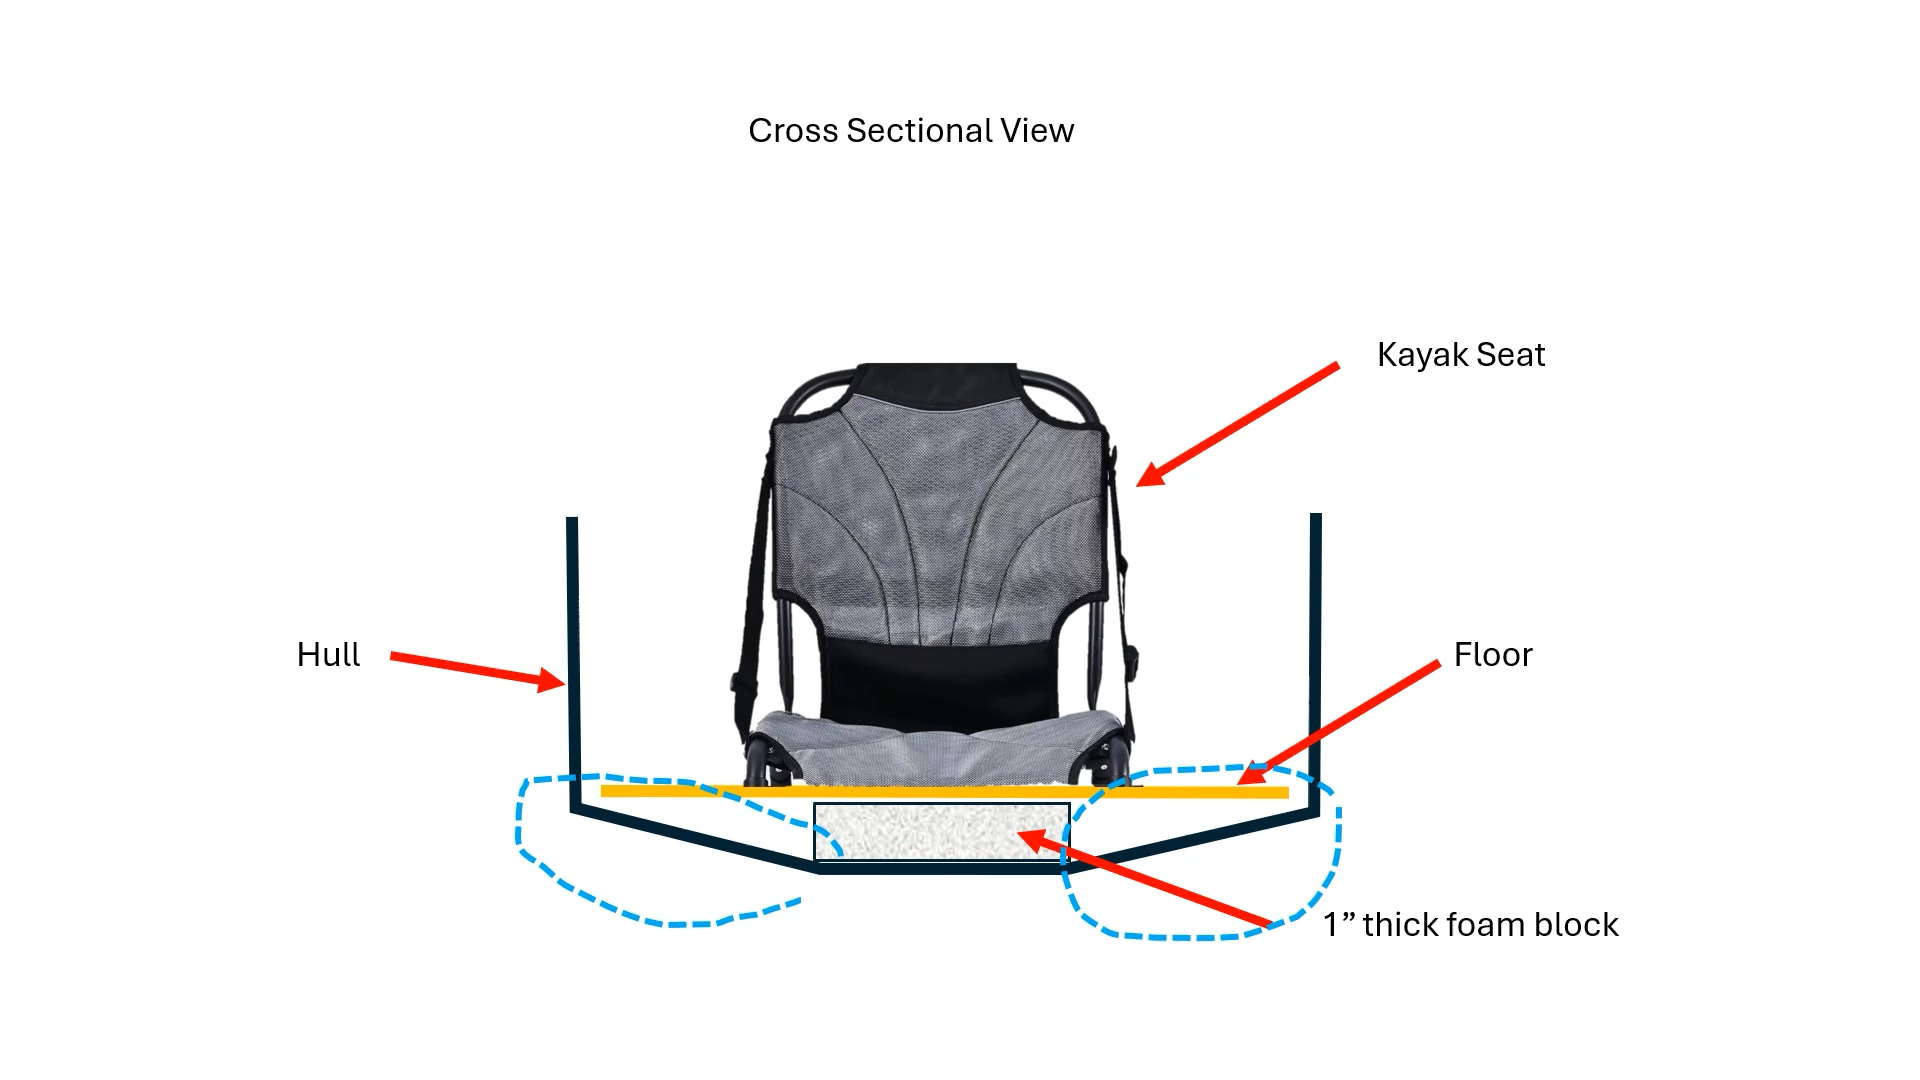 Cross Sectional View
Kayak Seat
Hull
Floor
1” thick foam block